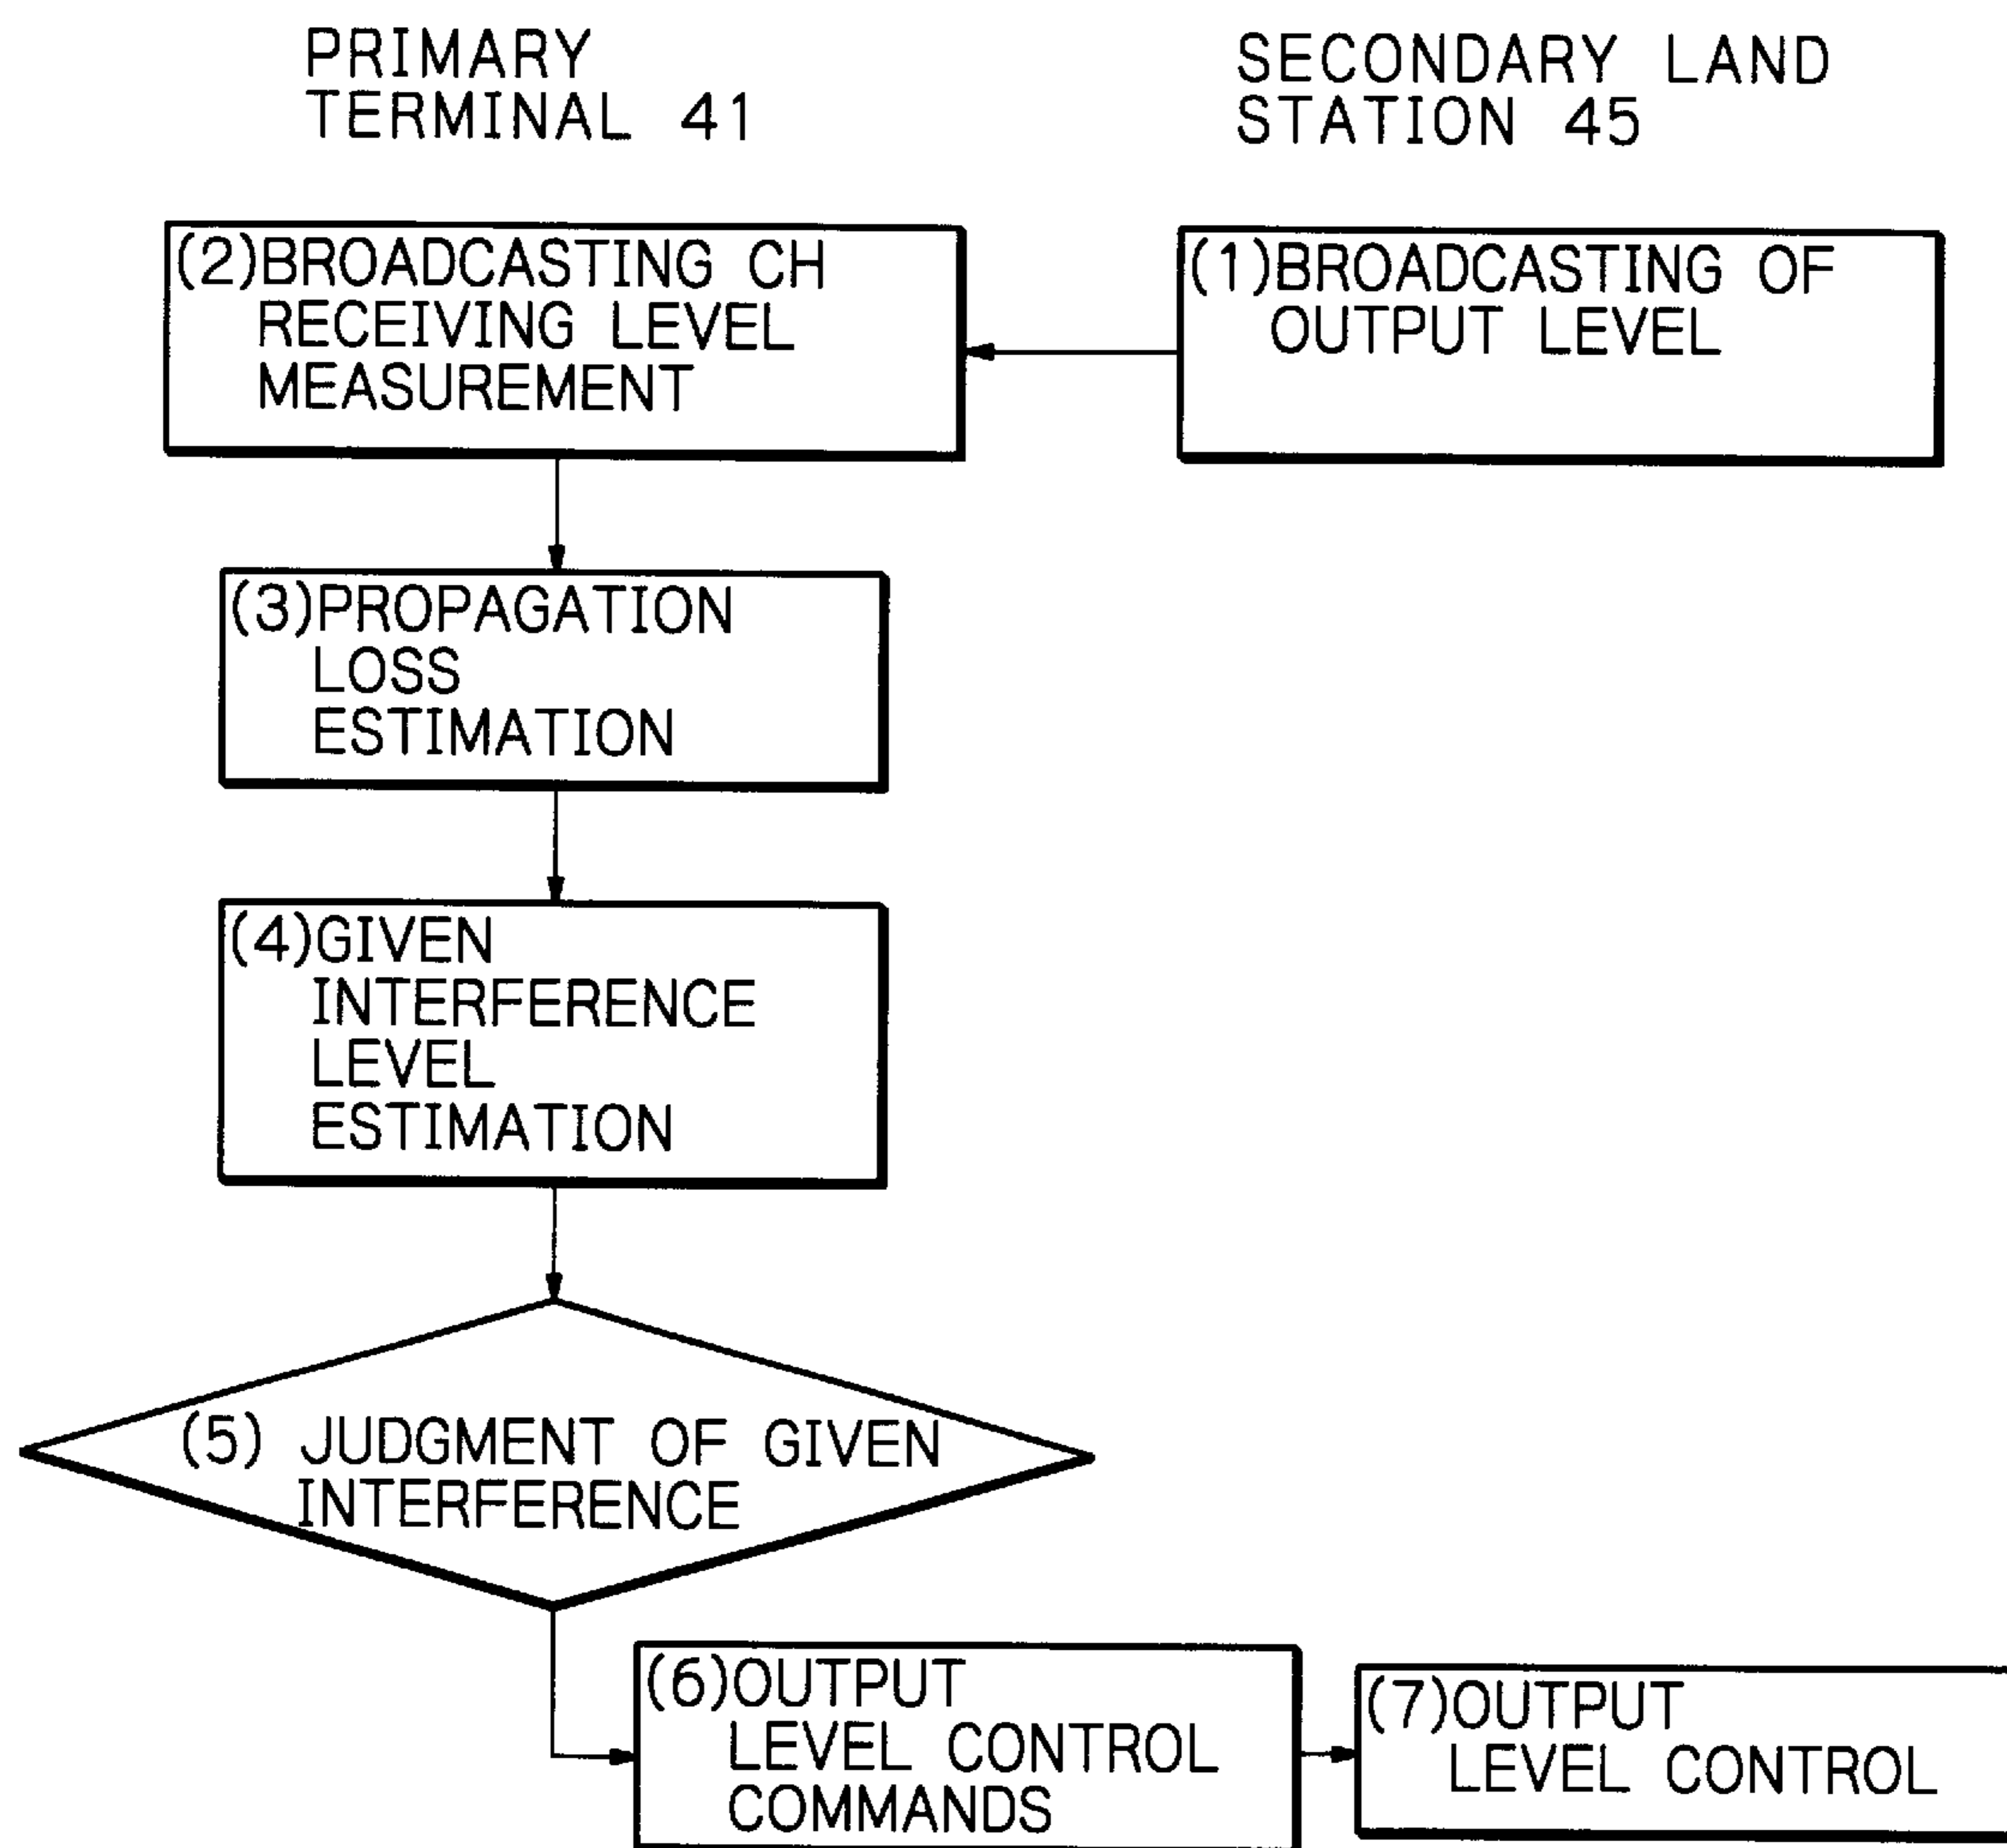 PRIMARY
TERMINAL 41
SECONDARY LAND
STATION 45
(2)BROADCASTING CH
RECEIVING LEVEL
MEASUREMENT
(1)BROADCASTING OF
OUTPUT LEVEL
(3)PROPAGATION
LOSS
ESTIMATION
(4)GIVEN
INTERFERENCE
LEVEL
ESTIMATION
(5) JUDGMENT OF GIVEN
INTERFERENCE
(6)OUTPUT
LEVEL CONTROL
COMMANDS
(7)OUTPUT
LEVEL CONTROL